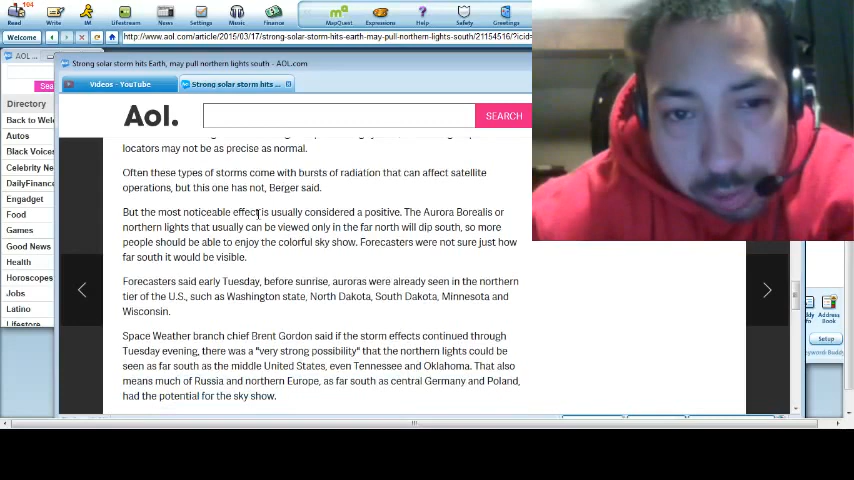 104
Read Write IM Lifestream News Settings Music Finance MapQuest Expressions Help Safety Greetings
Welcome http://www.aol.com/article/2015/03/17/strong-solar-storm-hits-earth-may-pull-northern-lights-south/21154516/?icid=
AOL ...
Strong solar storm hits Earth, may pull northern lights south - AOL.com
Videos - YouTube
Strong solar storm hits ...
Sea
Directory
Back to Wel
Autos
Black Voices
Celebrity Ne
DailyFinanc
Engadget
Food
Games
Good News
Health
Horoscopes
Jobs
Latino
Lifestore
Aol.
SEARCH
locators may not be as precise as normal.
Often these types of storms come with bursts of radiation that can affect satellite
operations, but this one has not, Berger said.
But the most noticeable effect is usually considered a positive. The Aurora Borealis or
northern lights that usually can be viewed only in the far north will dip south, so more
people should be able to enjoy the colorful sky show. Forecasters were not sure just how
far south it would be visible.
Forecasters said early Tuesday, before sunrise, auroras were already seen in the northern
tier of the U.S., such as Washington state, North Dakota, South Dakota, Minnesota and
Wisconsin.
Space Weather branch chief Brent Gordon said if the storm effects continued through
Tuesday evening, there was a "very strong possibility" that the northern lights could be
seen as far south as the middle United States, even Tennessee and Oklahoma. That also
means much of Russia and northern Europe, as far south as central Germany and Poland,
had the potential for the sky show.
Address
Book
Setup